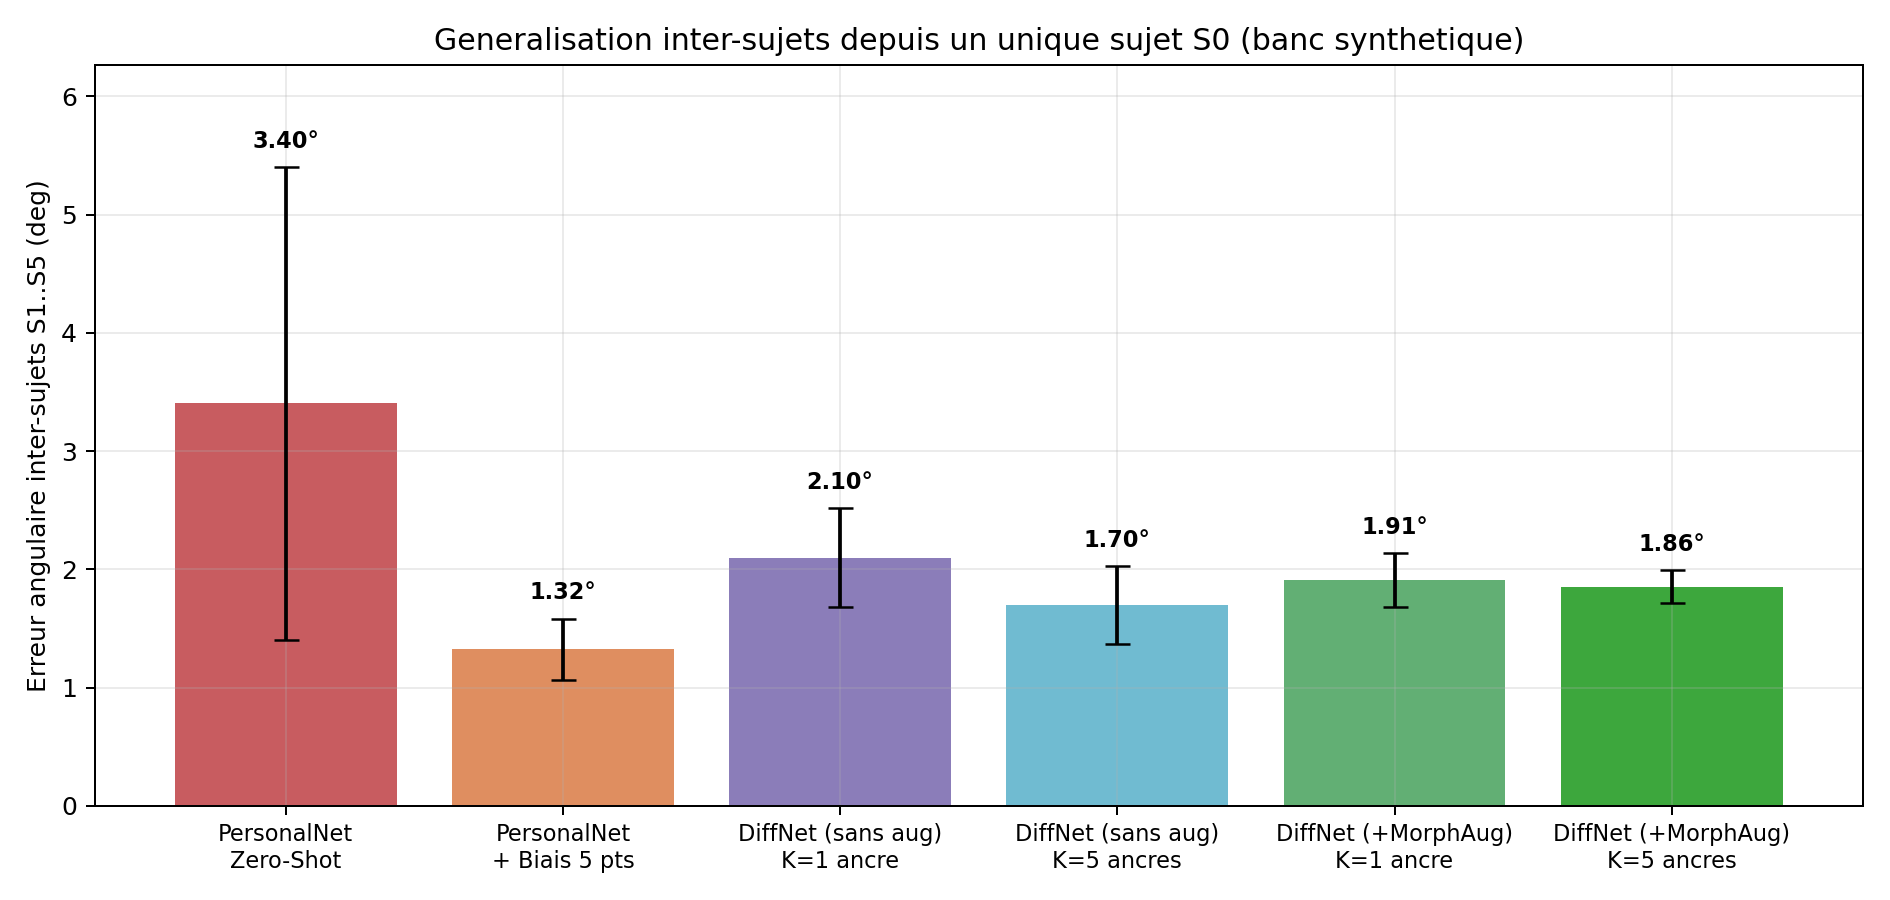 Generalisation inter-sujets depuis un unique sujet S0 (banc synthetique)
Erreur angulaire inter-sujets S1..S5 (deg)
6
5
4
3
2
1
0
3.40°
1.32°
2.10°
1.70°
1.91°
1.86°
PersonalNet
Zero-Shot
PersonalNet
+ Biais 5 pts
DiffNet (sans aug)
K=1 ancre
DiffNet (sans aug)
K=5 ancres
DiffNet (+MorphAug)
K=1 ancre
DiffNet (+MorphAug)
K=5 ancres